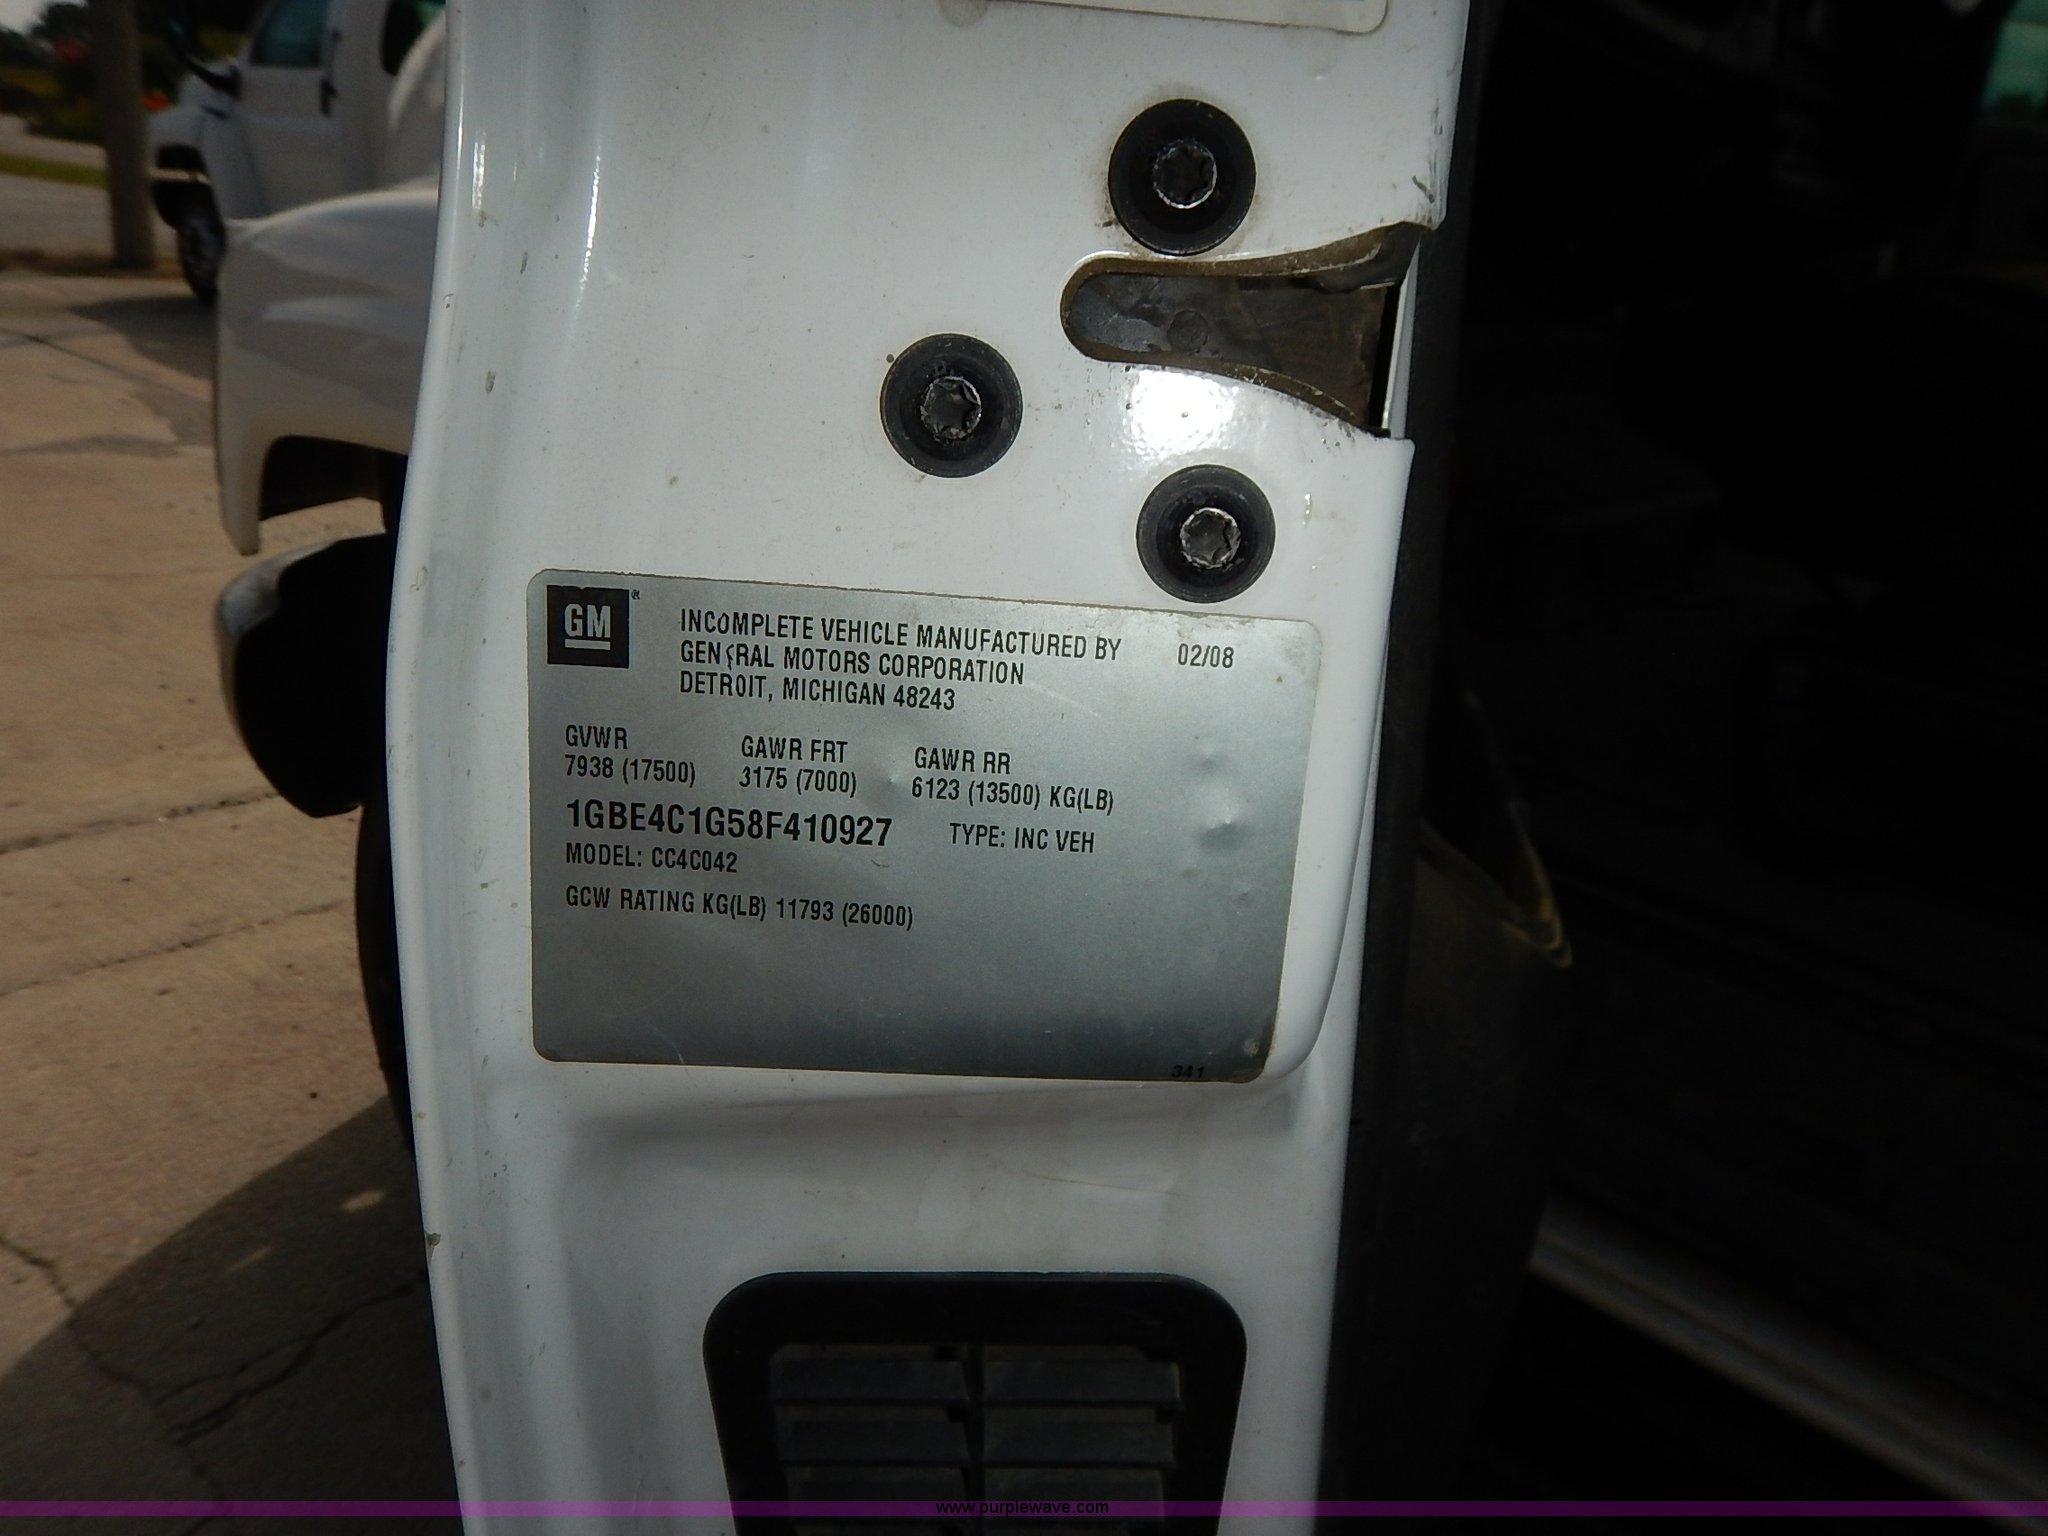 GM ®
INCOMPLETE VEHICLE MANUFACTURED BY 02/08
GENERAL MOTORS CORPORATION
DETROIT, MICHIGAN 48243
GVWR GAWR FRT GAWR RR
7938 (17500) 3175 (7000) 6123 (13500) KG(LB)
1GBE4C1G58F410927 TYPE: INC VEH
MODEL: CC4C042
GCW RATING KG(LB) 11793 (26000)
341
www.purplewave.com